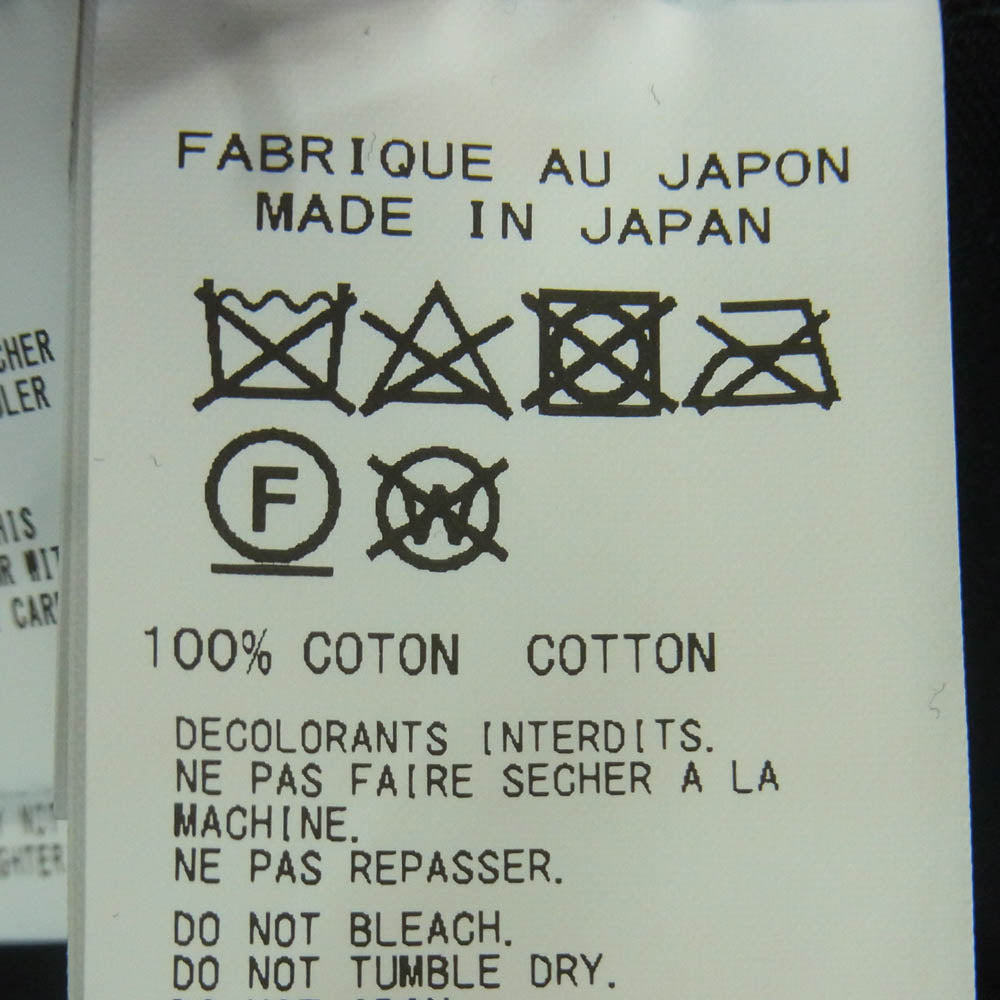 FABRIQUE AU JAPON
MADE IN JAPAN
F
W
100% COTON COTTON
DECOLORANTS INTERDITS.
NE PAS FAIRE SECHER A LA
MACHINE.
NE PAS REPASSER.
DO NOT BLEACH.
DO NOT TUMBLE DRY.